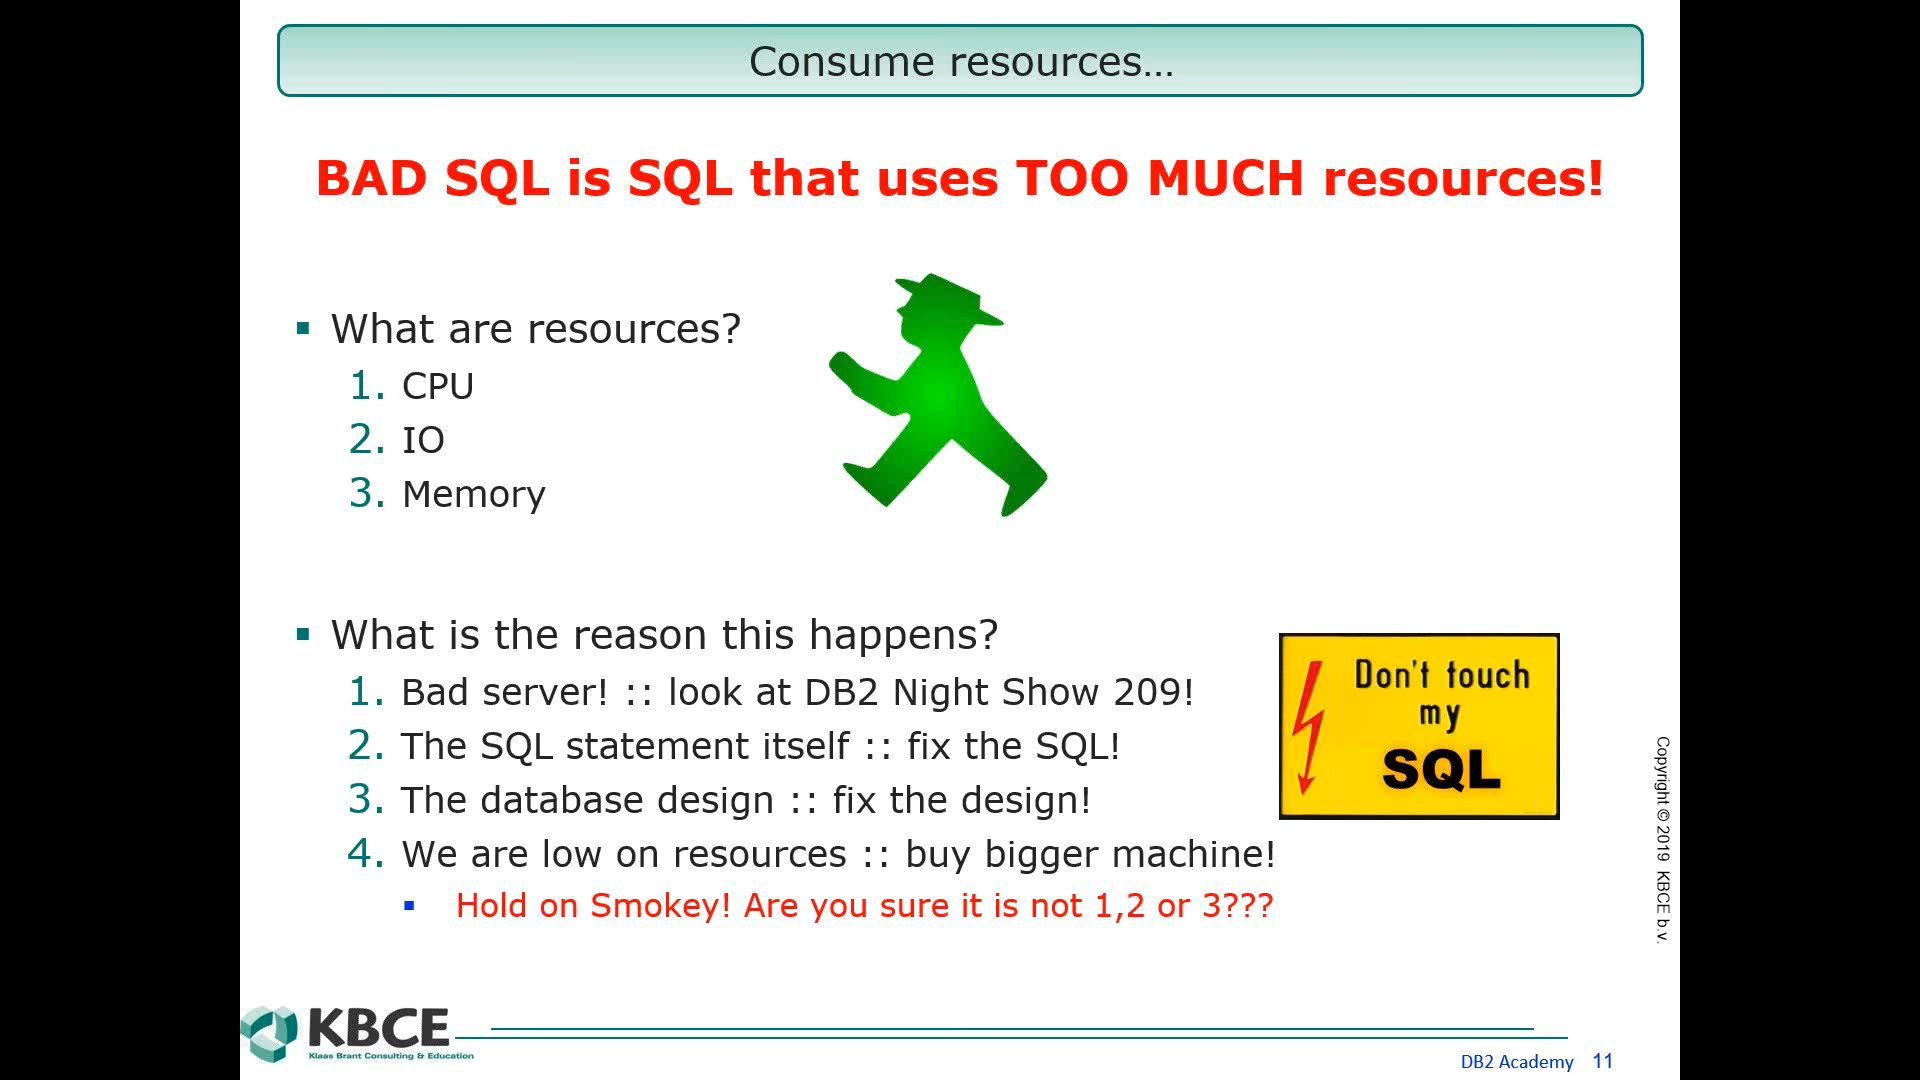 Consume resources…
BAD SQL is SQL that uses TOO MUCH resources!
▪ What are resources?
1. CPU
2. IO
3. Memory
▪ What is the reason this happens?
1. Bad server! :: look at DB2 Night Show 209!
2. The SQL statement itself :: fix the SQL!
3. The database design :: fix the design!
4. We are low on resources :: buy bigger machine!
▪ Hold on Smokey! Are you sure it is not 1,2 or 3???
Don't touch
my
SQL
Copyright © 2019 KBCE b.v.
KBCE
Klaas Brant Consulting & Education
DB2 Academy 11